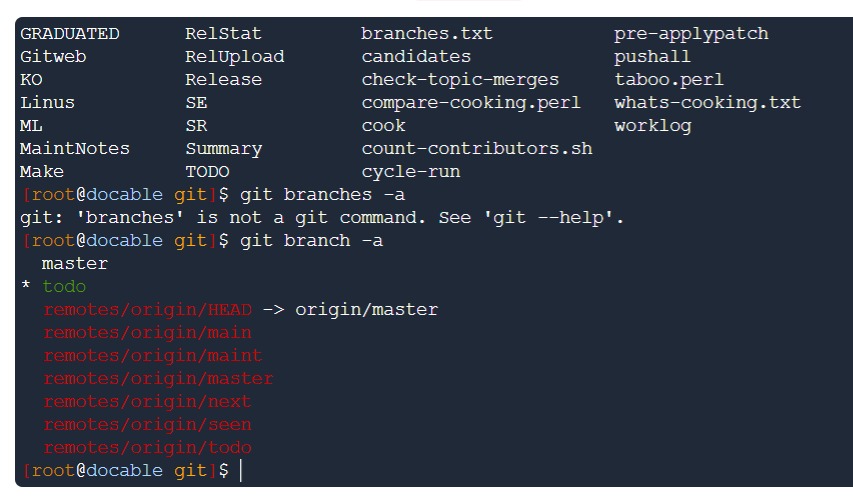 GRADUATED RelStat branches.txt pre-applypatch
Gitweb RelUpload candidates pushall
KO Release check-topic-merges taboo.perl
Linus SE compare-cooking.perl whats-cooking.txt
ML SR cook worklog
MaintNotes Summary count-contributors.sh
Make TODO cycle-run
[root@docable git]$ git branches -a
git: 'branches' is not a git command. See 'git --help'.
[root@docable git]$ git branch -a
master
* todo
remotes/origin/HEAD -> origin/master
remotes/origin/main
remotes/origin/maint
remotes/origin/master
remotes/origin/next
remotes/origin/seen
remotes/origin/todo
[root@docable git]$